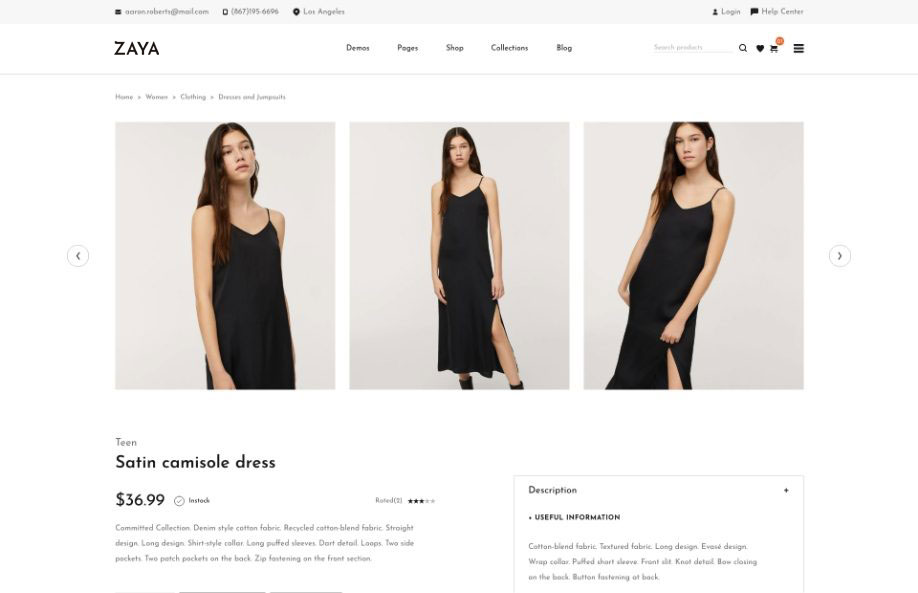 aaron.roberts@mail.com (867)195-6696 Los Angeles Login Help Center
ZAYA Demos Pages Shop Collections Blog Search products
Home » Women » Clothing » Dresses and Jumpsuits
Teen
Satin camisole dress
$36.99 Instock Rated(2)
Committed Collection. Denim style cotton fabric. Recycled cotton-blend fabric. Straight
design. Long design. Shirt-style collar. Long puffed sleeves. Dart detail. Loops. Two side
pockets. Two patch pockets on the back. Zip fastening on the front section.
Description +
• USEFUL INFORMATION
Cotton-blend fabric. Textured fabric. Long design. Evasé design.
Wrap collar. Puffed short sleeve. Front slit. Knot detail. Bow closing
on the back. Button fastening at back.